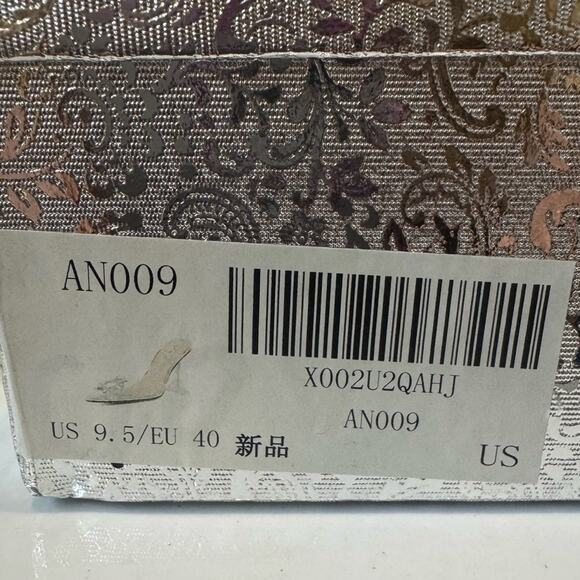 AN009
X002U2QAHJ
AN009
US 9.5/EU 40 新品
US